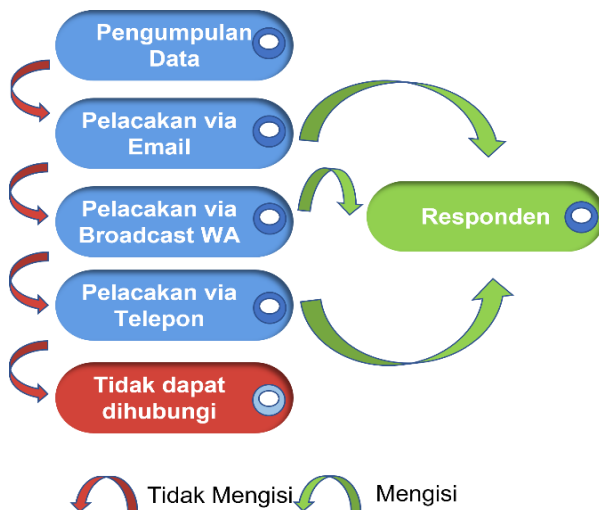 Pengumpulan
Data
Pelacakan via
Email
Pelacakan via
Broadcast WA
Responden
Pelacakan via
Telepon
Tidak dapat
dihubungi
Tidak Mengisi
Mengisi